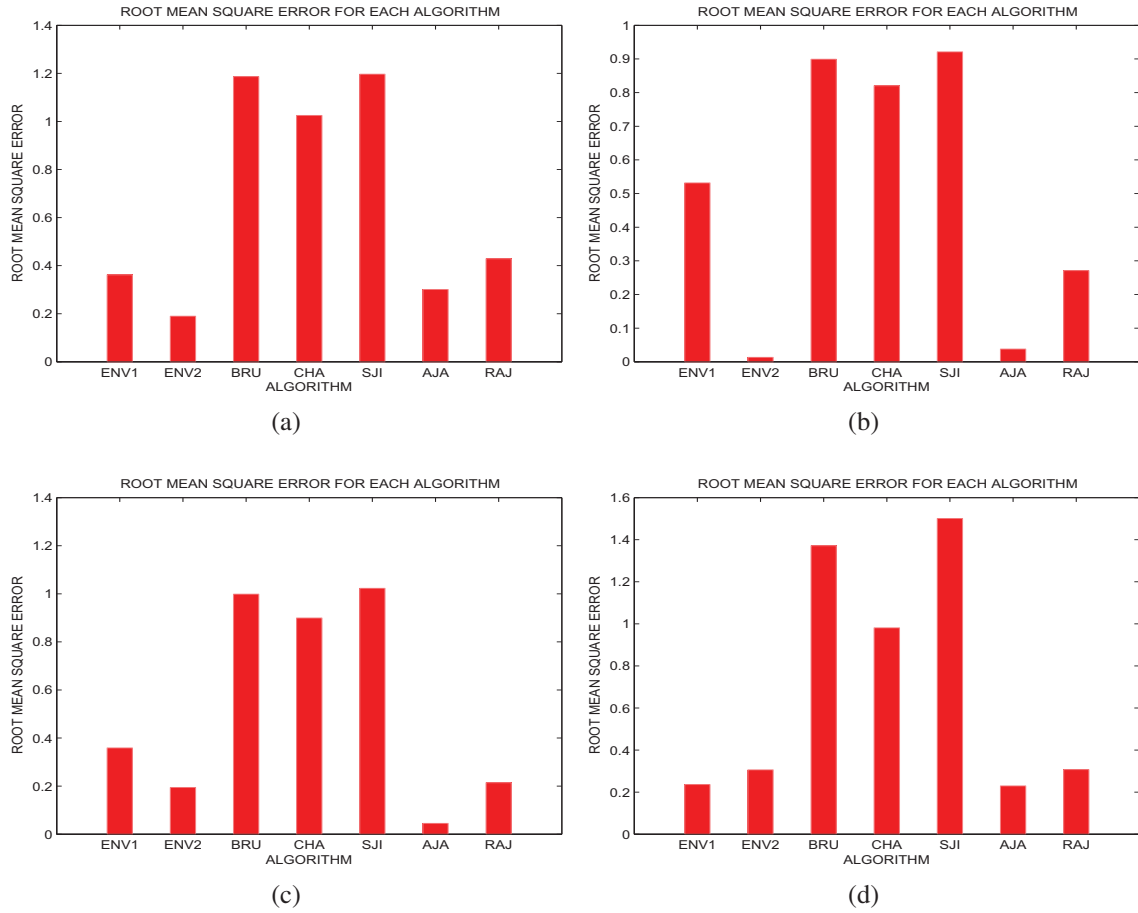 ROOT MEAN SQUARE ERROR FOR EACH ALGORITHM
ROOT MEAN SQUARE ERROR
1.4
1.2
1
0.8
0.6
0.4
0.2
0
ENV1 ENV2 BRU CHA SJI AJA RAJ
ALGORITHM
(a)
ROOT MEAN SQUARE ERROR FOR EACH ALGORITHM
ROOT MEAN SQUARE ERROR
1
0.9
0.8
0.7
0.6
0.5
0.4
0.3
0.2
0.1
0
ENV1 ENV2 BRU CHA SJI AJA RAJ
ALGORITHM
(b)
ROOT MEAN SQUARE ERROR FOR EACH ALGORITHM
ROOT MEAN SQUARE ERROR
1.4
1.2
1
0.8
0.6
0.4
0.2
0
ENV1 ENV2 BRU CHA SJI AJA RAJ
ALGORITHM
(c)
ROOT MEAN SQUARE ERROR FOR EACH ALGORITHM
ROOT MEAN SQUARE ERROR
1.6
1.4
1.2
1
0.8
0.6
0.4
0.2
0
ENV1 ENV2 BRU CHA SJI AJA RAJ
ALGORITHM
(d)